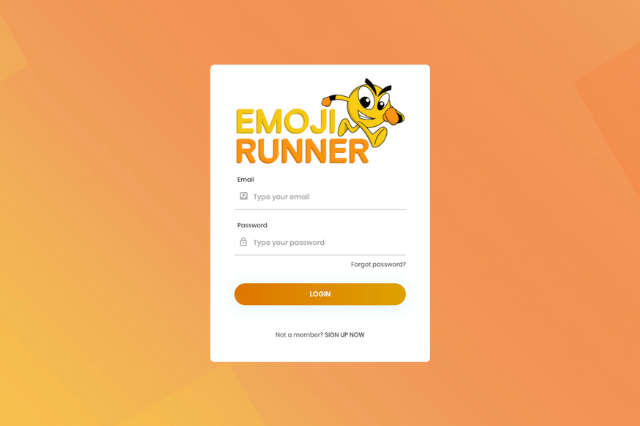 EMOJI
RUNNER
Email
Type your email
Password
Type your password
Forgot password?
LOGIN
Not a member? SIGN UP NOW